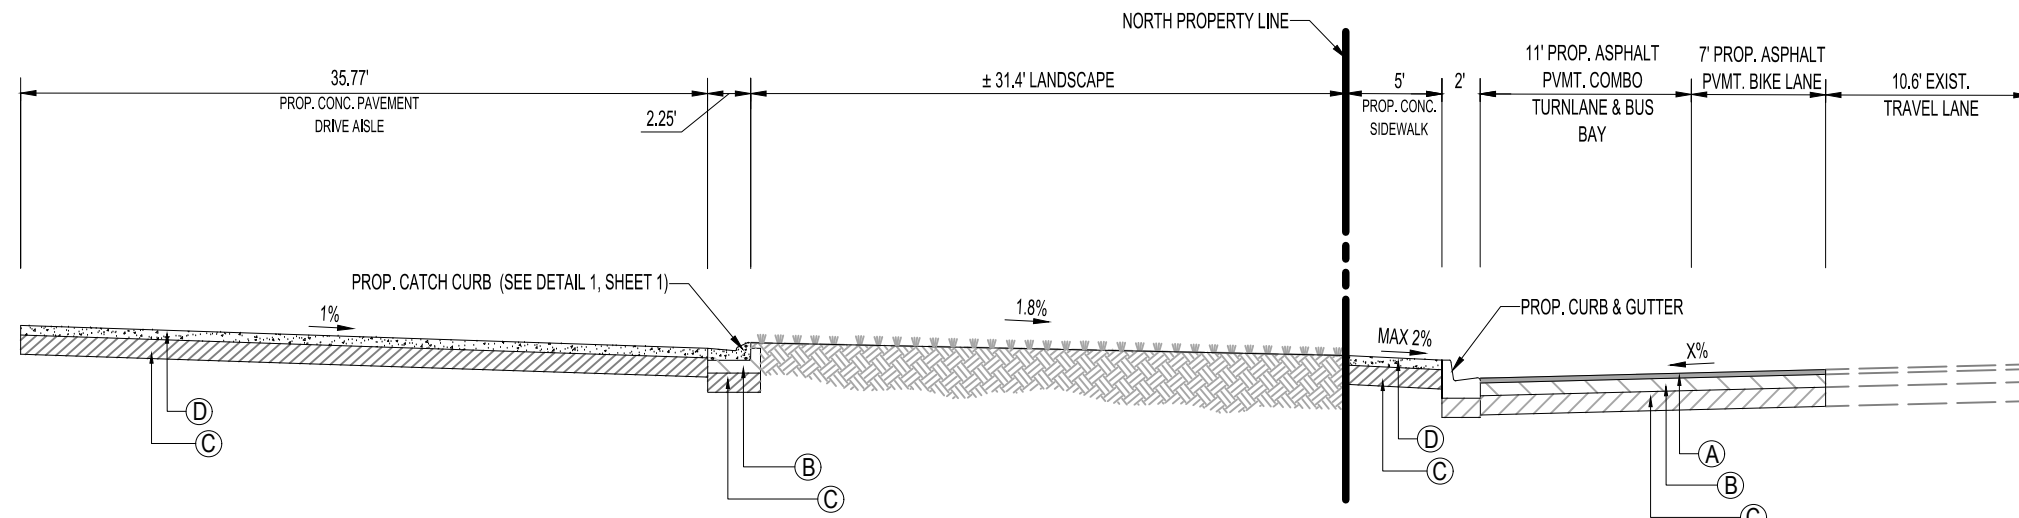 NORTH PROPERTY LINE
35.77'
PROP. CONC. PAVEMENT
DRIVE AISLE
2.25'
± 31.4' LANDSCAPE
5'
PROP. CONC.
SIDEWALK
2'
11' PROP. ASPHALT
PVMT. COMBO
TURNLANE & BUS
BAY
7' PROP. ASPHALT
PVMT. BIKE LANE
10.6' EXIST.
TRAVEL LANE
PROP. CATCH CURB (SEE DETAIL 1, SHEET 1)
1%
1.8%
MAX 2%
PROP. CURB & GUTTER
X%
D
C
B
C
D
C
A
B
C